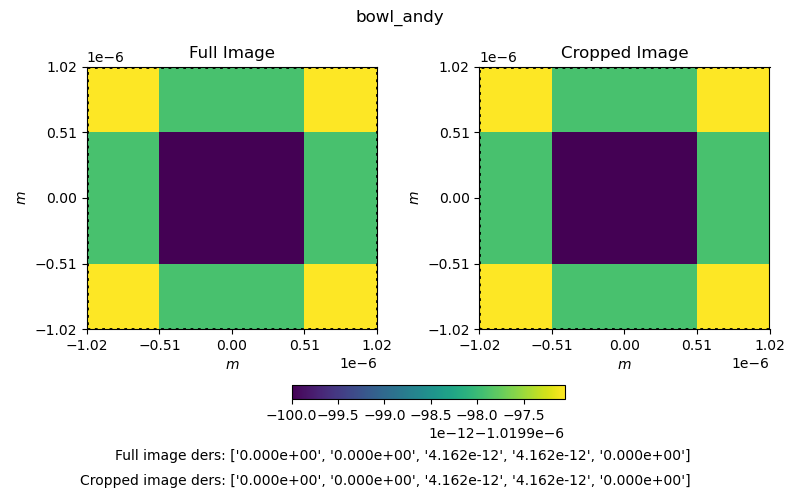 bowl_andy
Full Image
Cropped Image
1e−6
1e−6
1.02
0.51
0.00
−0.51
−1.02
m
−1.02 −0.51 0.00 0.51 1.02
m
1e−6
1.02
0.51
0.00
−0.51
−1.02
m
−1.02 −0.51 0.00 0.51 1.02
m
1e−6
−100.0 −99.5 −99.0 −98.5 −98.0 −97.5
1e−12−1.0199e−6
Full image ders: ['0.000e+00', '0.000e+00', '4.162e-12', '4.162e-12', '0.000e+00']
Cropped image ders: ['0.000e+00', '0.000e+00', '4.162e-12', '4.162e-12', '0.000e+00']